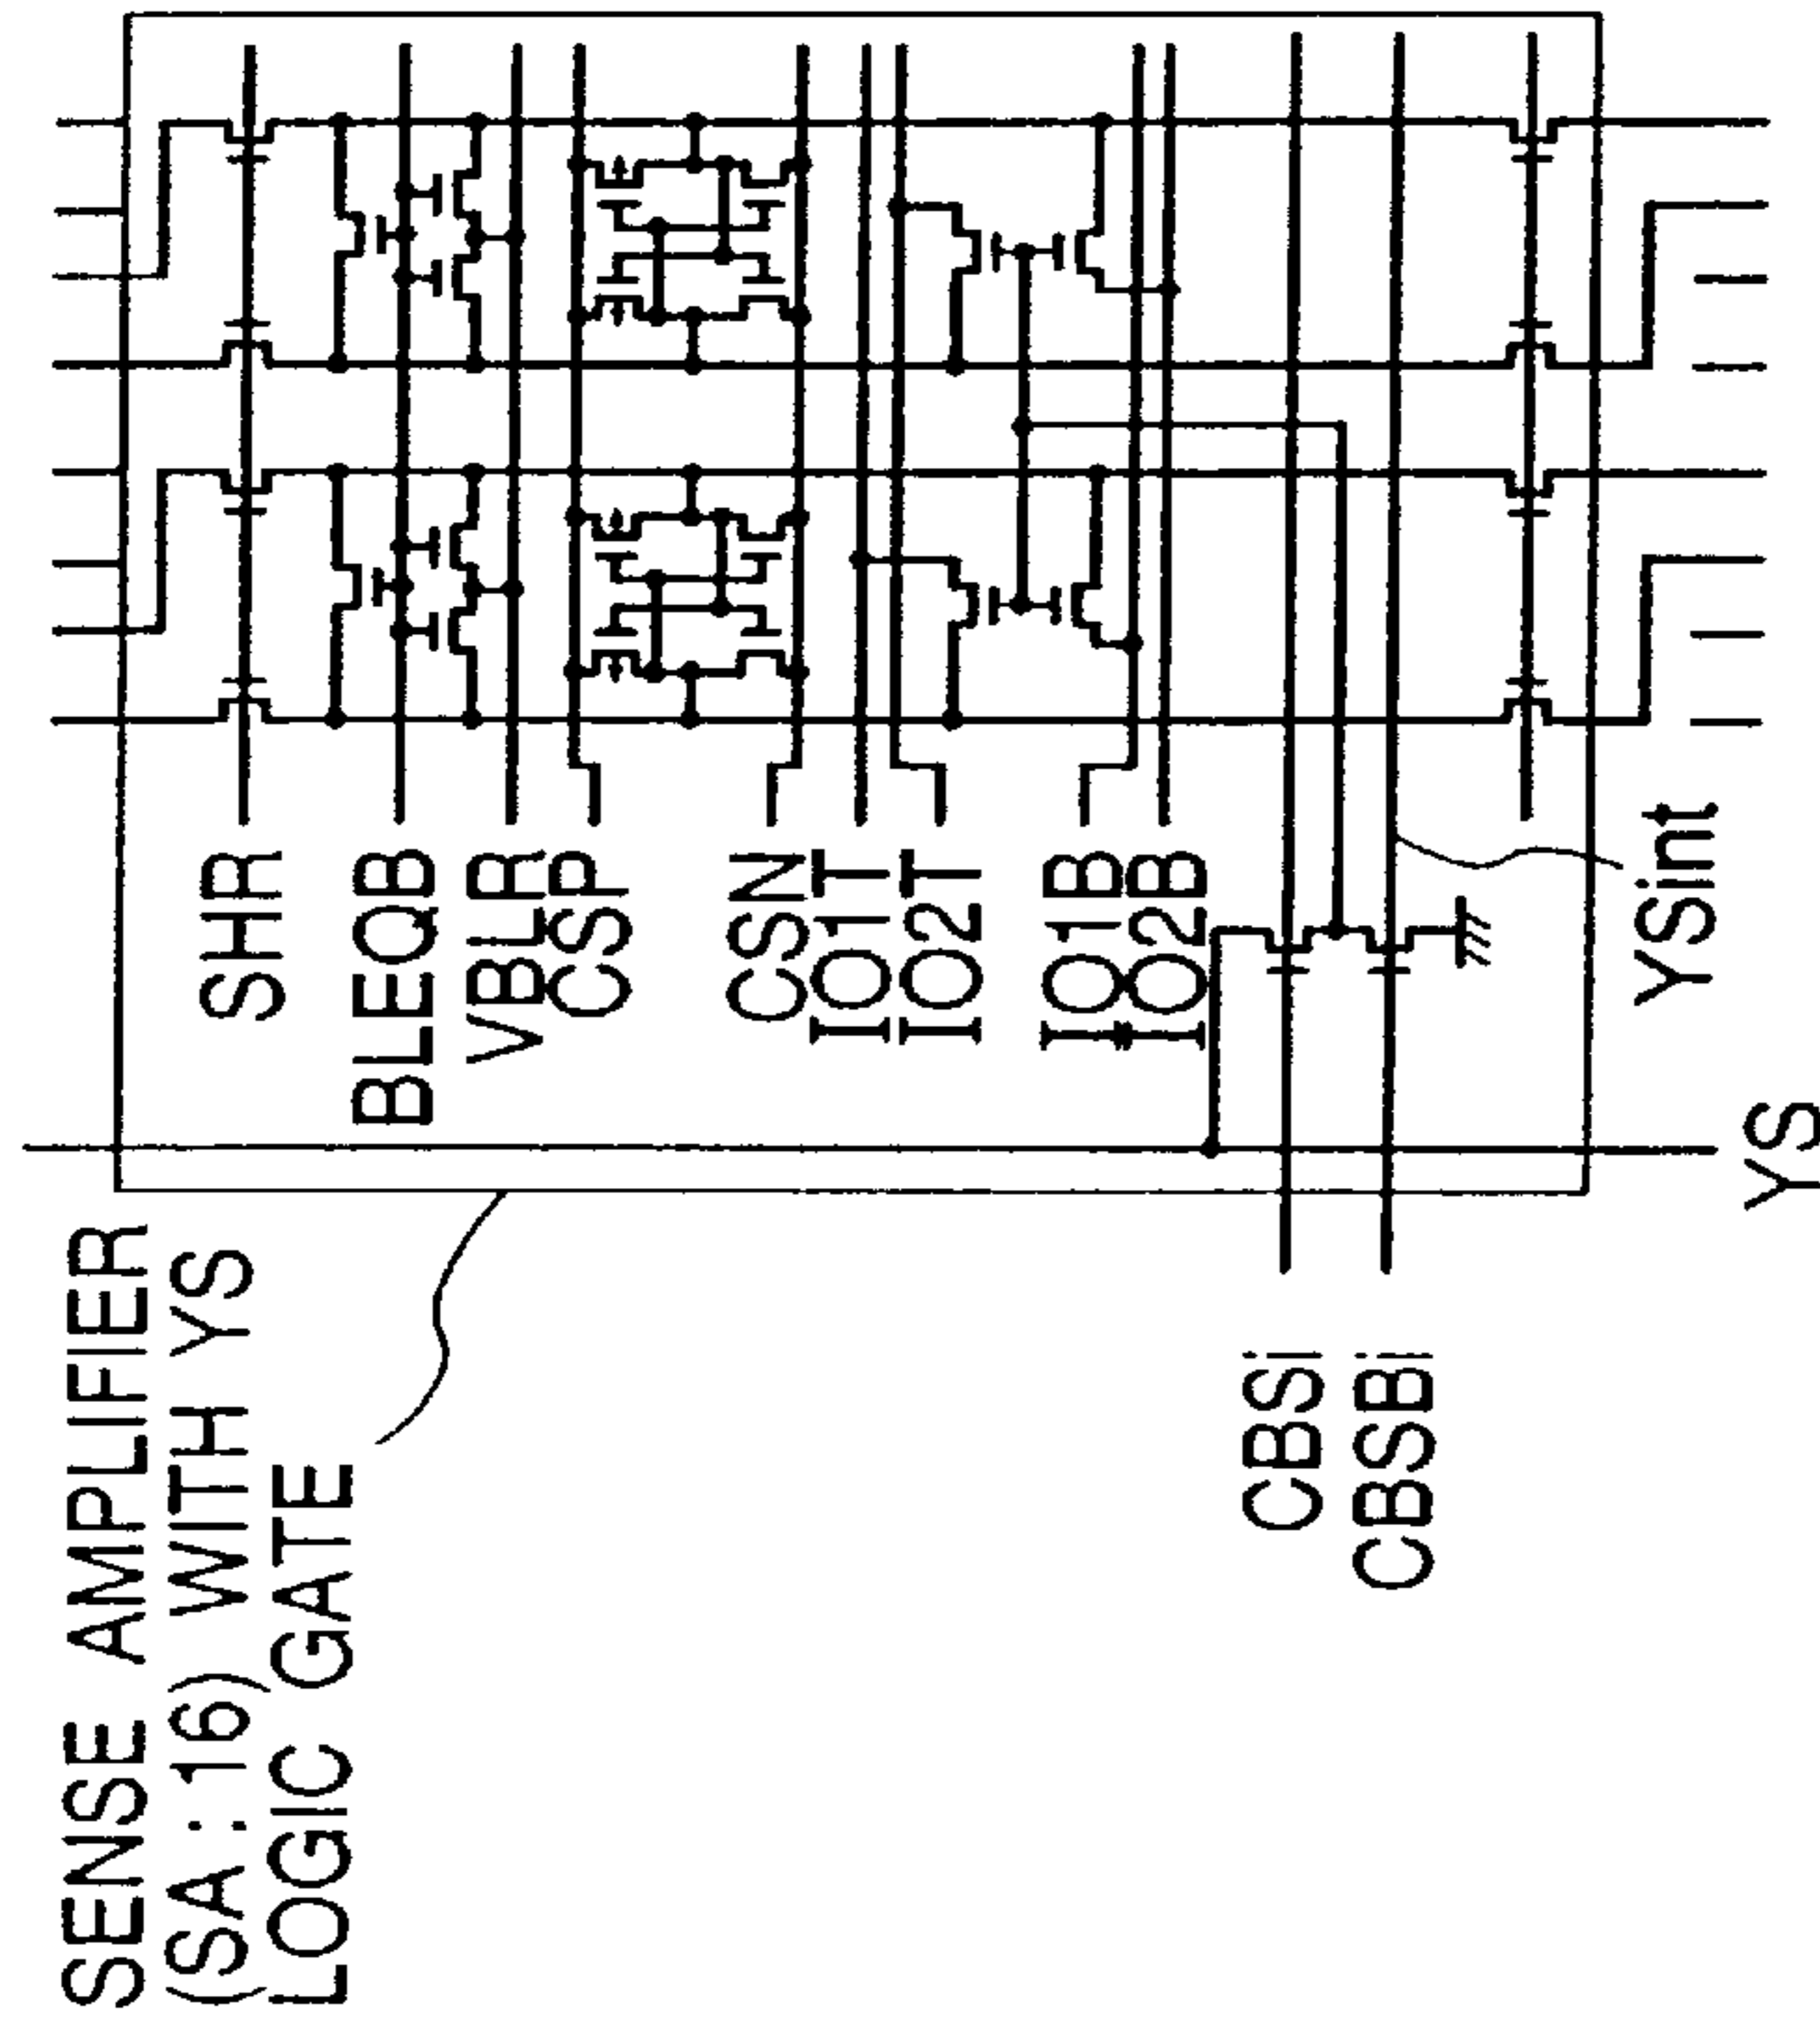 SENSE AMPLIFIER
(SA:16) WITH YS
LOGIC GATE
SHR
BLEQB
VBLR
CSP
CSN
IO1T
IO2T
IO1B
IO2B
CBSi
CBSBi
YSint
YS